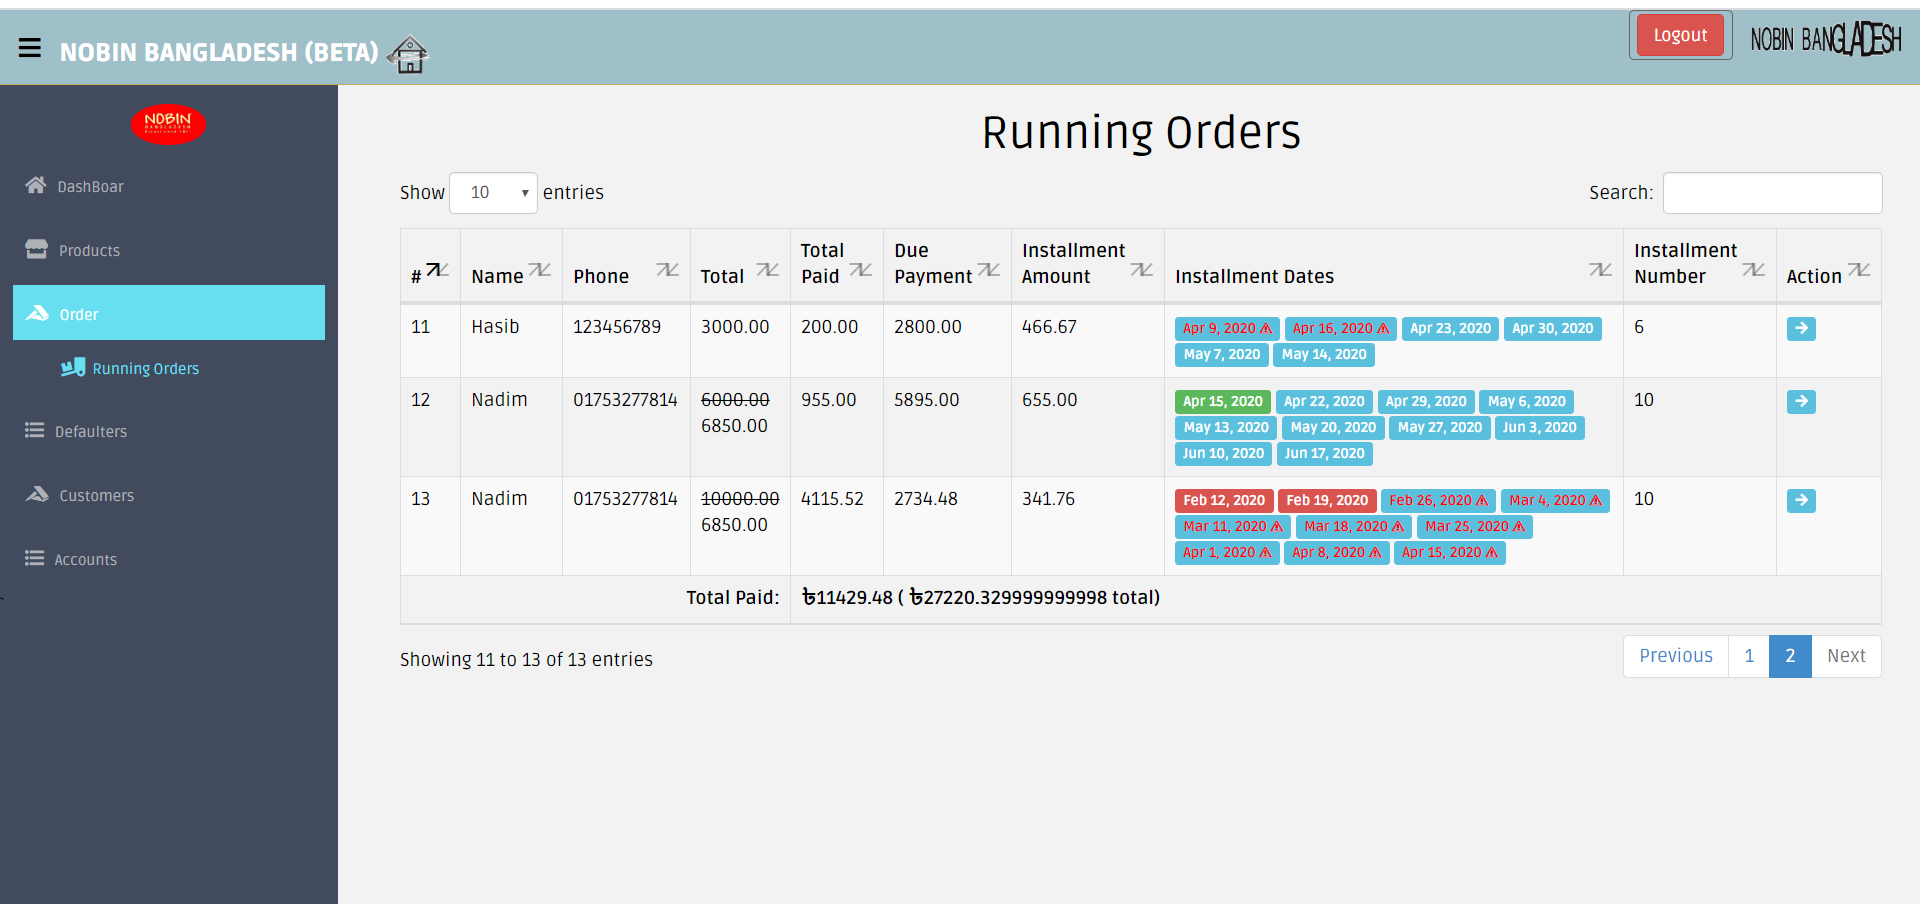 NOBIN BANGLADESH (BETA)
Logout
NOBIN BANGLADESH
NOBIN
DashBoar
Products
Order
Running Orders
Defaulters
Customers
Accounts
Running Orders
Show 10 entries
Search:
# Name Phone Total Total Paid Due Payment Installment Amount Installment Dates Installment Number Action
11 Hasib 123456789 3000.00 200.00 2800.00 466.67 Apr 9, 2020 Apr 16, 2020 Apr 23, 2020 Apr 30, 2020 6
May 7, 2020 May 14, 2020
12 Nadim 01753277814 6000.00 955.00 5895.00 655.00 Apr 15, 2020 Apr 22, 2020 Apr 29, 2020 May 6, 2020 10
6850.00 May 13, 2020 May 20, 2020 May 27, 2020 Jun 3, 2020
Jun 10, 2020 Jun 17, 2020
13 Nadim 01753277814 10000.00 4115.52 2734.48 341.76 Feb 12, 2020 Feb 19, 2020 Feb 26, 2020 Mar 4, 2020 10
6850.00 Mar 11, 2020 Mar 18, 2020 Mar 25, 2020
Apr 1, 2020 Apr 8, 2020 Apr 15, 2020
Total Paid: ৳11429.48 ( ৳27220.329999999998 total)
Showing 11 to 13 of 13 entries
Previous 1 2 Next